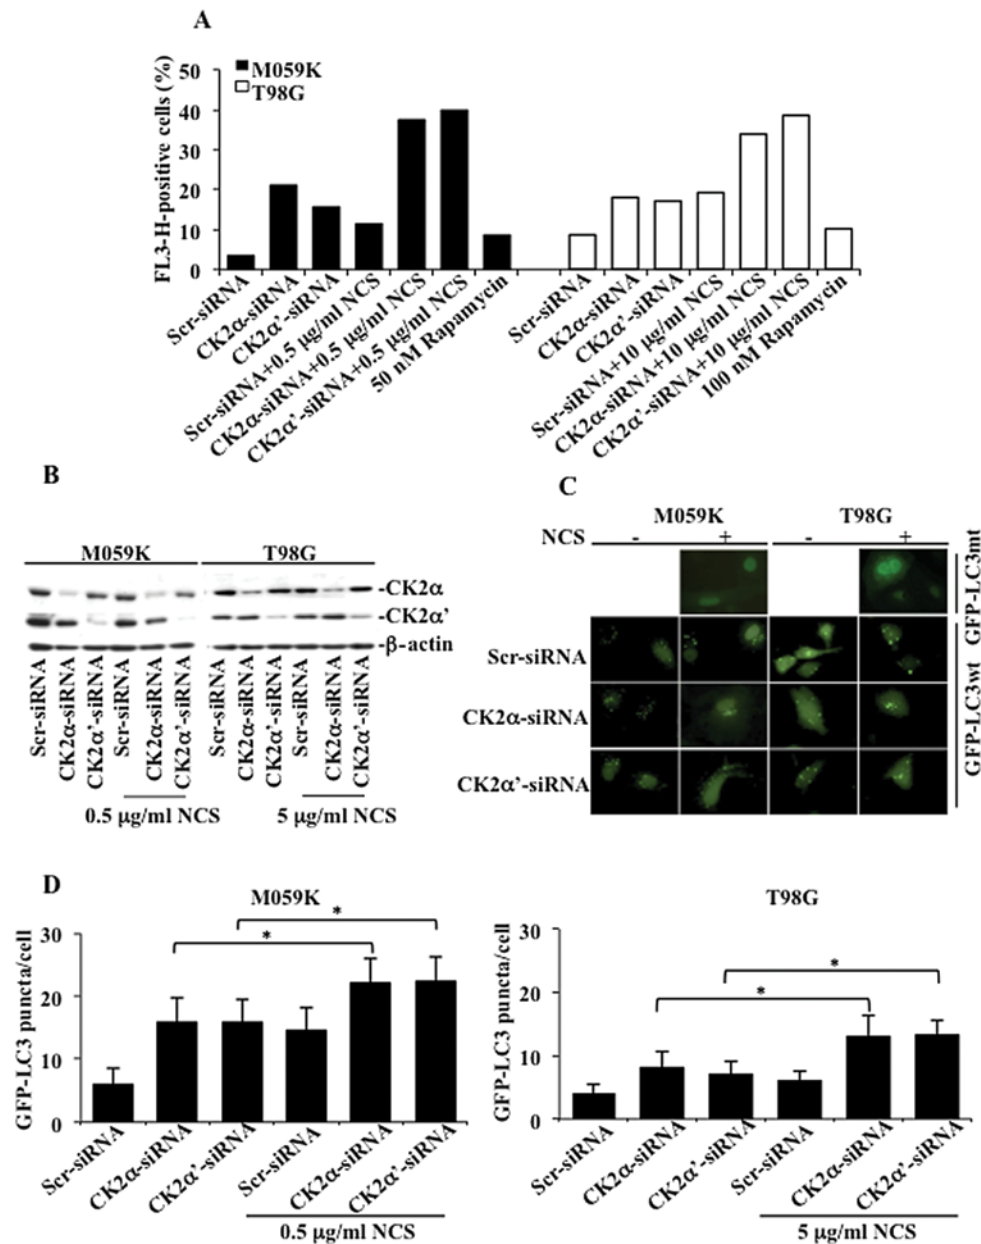 A
FL3-H-positive cells (%)
50
40
30
20
10
0
M059K
T98G
Scr-siRNA
CK2α-siRNA
CK2α'-siRNA
Scr-siRNA+0.5 μg/ml NCS
CK2α-siRNA+0.5 μg/ml NCS
CK2α'-siRNA+0.5 μg/ml NCS
50 nM Rapamycin
Scr-siRNA
CK2α-siRNA
CK2α'-siRNA
Scr-siRNA+10 μg/ml NCS
CK2α-siRNA+10 μg/ml NCS
CK2α'-siRNA+10 μg/ml NCS
100 nM Rapamycin
B
M059K
T98G
-CK2α
-CK2α'
-β-actin
Scr-siRNA
CK2α-siRNA
CK2α'-siRNA
Scr-siRNA
CK2α-siRNA
CK2α'-siRNA
Scr-siRNA
CK2α-siRNA
CK2α'-siRNA
Scr-siRNA
CK2α-siRNA
CK2α'-siRNA
0.5 μg/ml NCS
5 μg/ml NCS
C
M059K
T98G
NCS - + - +
GFP-LC3mt
Scr-siRNA
CK2α-siRNA
CK2α'-siRNA
GFP-LC3wt
D
M059K
GFP-LC3 puncta/cell
30
20
10
0
*
*
Scr-siRNA
CK2α-siRNA
CK2α'-siRNA
Scr-siRNA
CK2α-siRNA
CK2α'-siRNA
0.5 μg/ml NCS
T98G
GFP-LC3 puncta/cell
30
20
10
0
*
*
Scr-siRNA
CK2α-siRNA
CK2α'-siRNA
Scr-siRNA
CK2α-siRNA
CK2α'-siRNA
5 μg/ml NCS